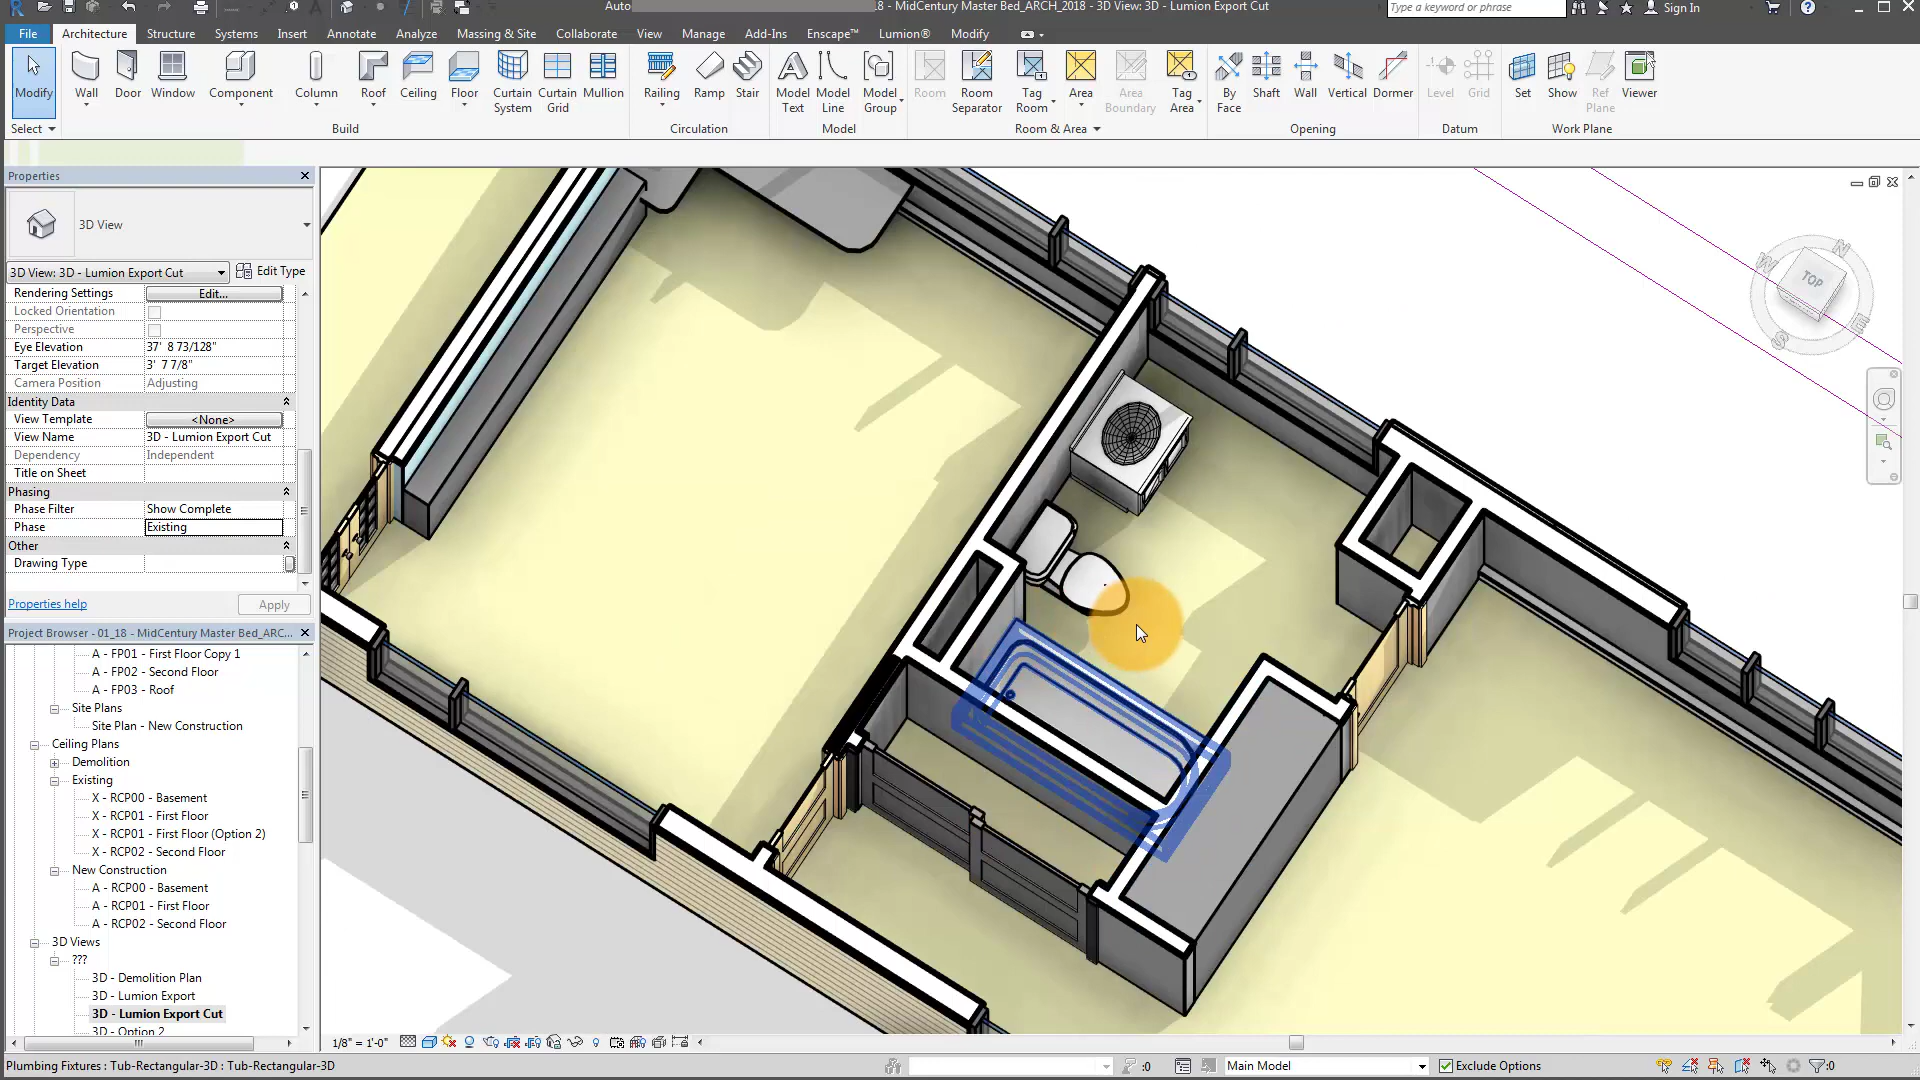 Auto 8 - MidCentury Master Bed_ARCH_2018 - 3D View: 3D - Lumion Export Cut
Type a keyword or phrase
Sign In
File Architecture Structure Systems Insert Annotate Analyze Massing & Site Collaborate View Manage Add-Ins Enscape™ Lumion® Modify
Modify Wall Door Window Component Column Roof Ceiling Floor Curtain System Curtain Grid Mullion Railing Ramp Stair Model Text Model Line Model Group Room Room Separator Tag Room Area Area Boundary Tag Area By Face Shaft Wall Vertical Dormer Level Grid Set Show Ref Plane Viewer
Select Build Circulation Model Room & Area Opening Datum Work Plane
Properties
3D View
3D View: 3D - Lumion Export Cut Edit Type
Rendering Settings Edit...
Locked Orientation
Perspective
Eye Elevation 37' 8 73/128"
Target Elevation 3' 7 7/8"
Camera Position Adjusting
Identity Data
View Template <None>
View Name 3D - Lumion Export Cut
Dependency Independent
Title on Sheet
Phasing
Phase Filter Show Complete
Phase Existing
Other
Drawing Type
Properties help Apply
Project Browser - 01_18 - MidCentury Master Bed_ARC...
A - FP01 - First Floor Copy 1
A - FP02 - Second Floor
A - FP03 - Roof
Site Plans
Site Plan - New Construction
Ceiling Plans
Demolition
Existing
X - RCP00 - Basement
X - RCP01 - First Floor
X - RCP01 - First Floor (Option 2)
X - RCP02 - Second Floor
New Construction
A - RCP00 - Basement
A - RCP01 - First Floor
A - RCP02 - Second Floor
3D Views
???
3D - Demolition Plan
3D - Lumion Export
3D - Lumion Export Cut
3D - Option 2
N
W
TOP
E
S
1/8" = 1'-0"
Plumbing Fixtures : Tub-Rectangular-3D : Tub-Rectangular-3D
:0
Main Model
Exclude Options
:0